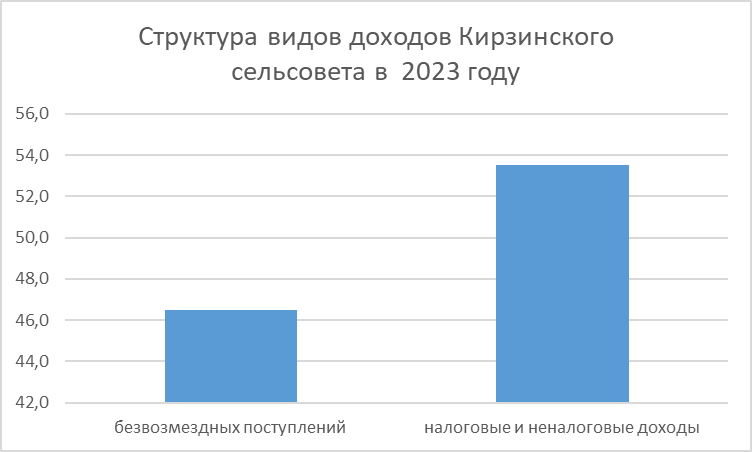 Структура видов доходов Кирзинского
сельсовета в  2023 году
56,0
54,0
52,0
50,0
48,0
46,0
44,0
42,0
безвозмездных поступлений
налоговые и неналоговые доходы